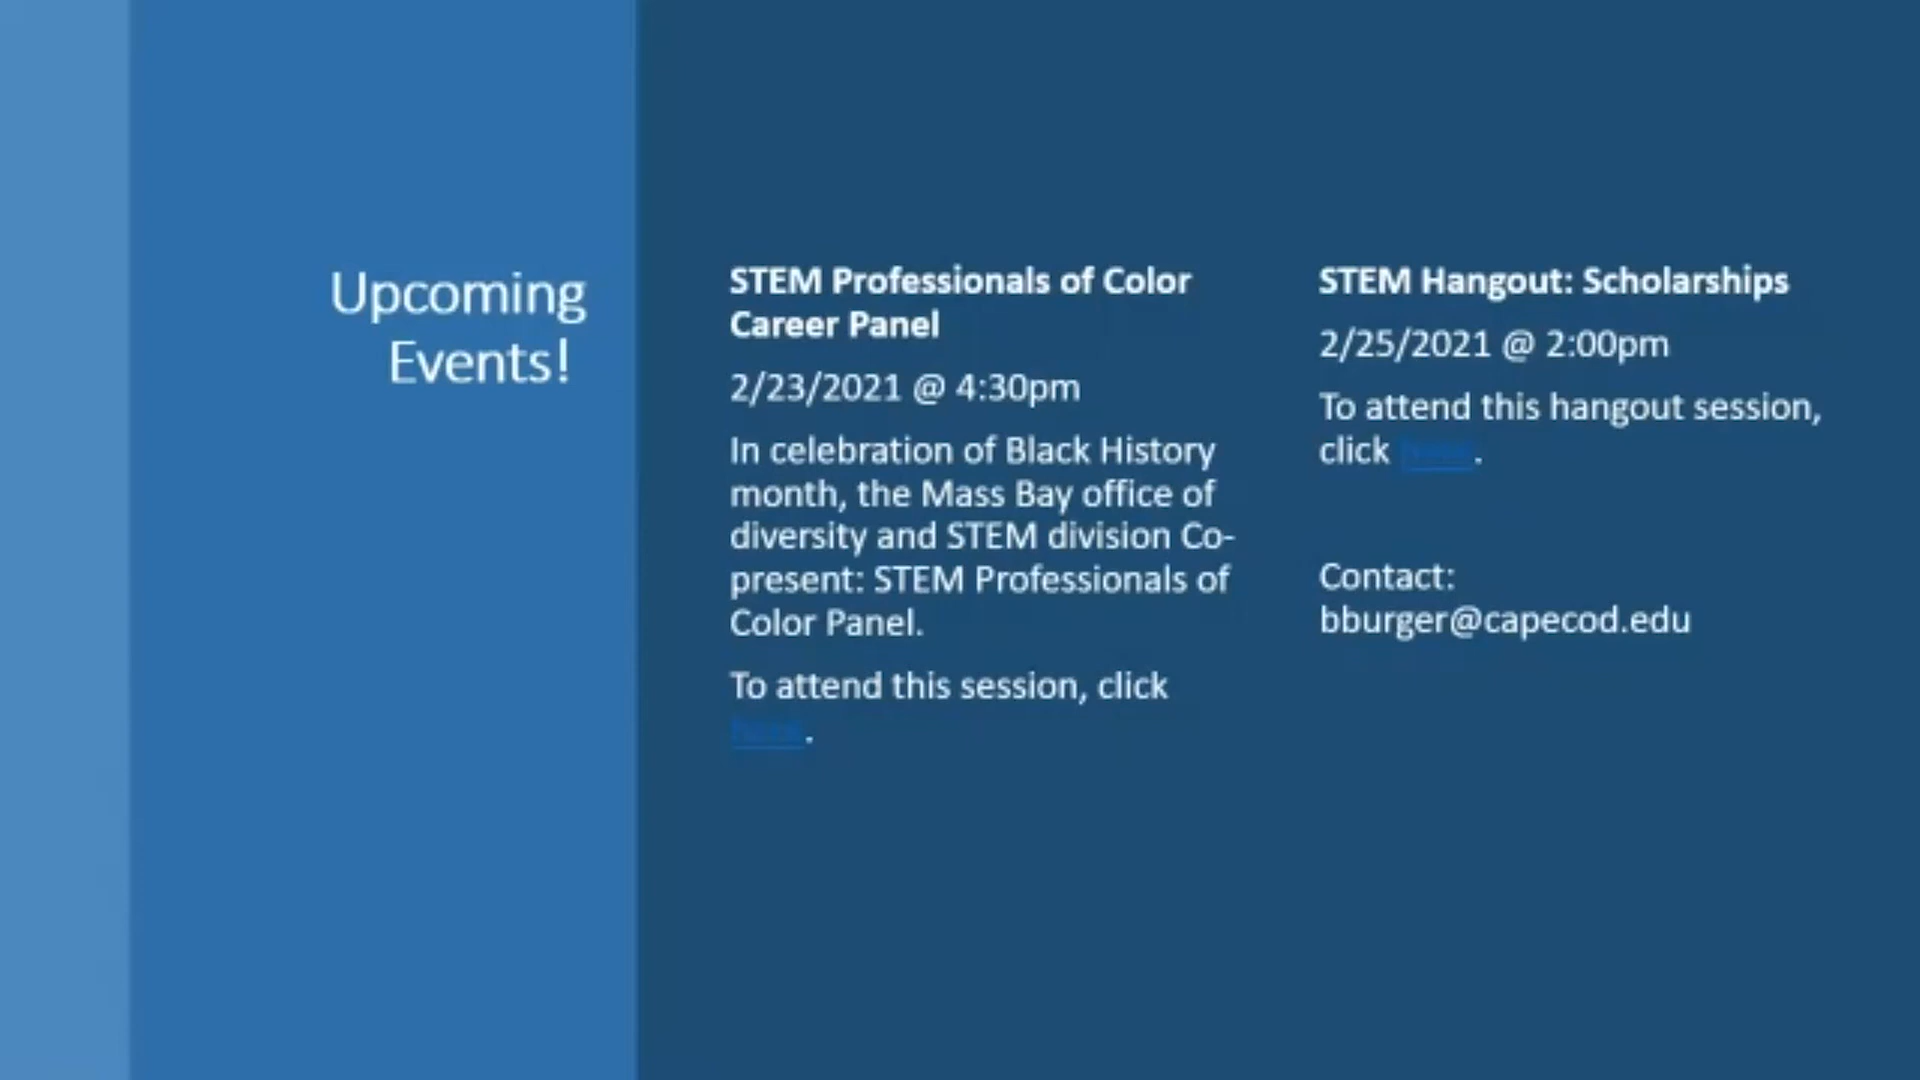 Upcoming
Events!
STEM Professionals of Color
Career Panel
2/23/2021 @ 4:30pm
In celebration of Black History
month, the Mass Bay office of
diversity and STEM division Co-
present: STEM Professionals of
Color Panel.
To attend this session, click
here.
STEM Hangout: Scholarships
2/25/2021 @ 2:00pm
To attend this hangout session,
click here.
Contact:
bburger@capecod.edu